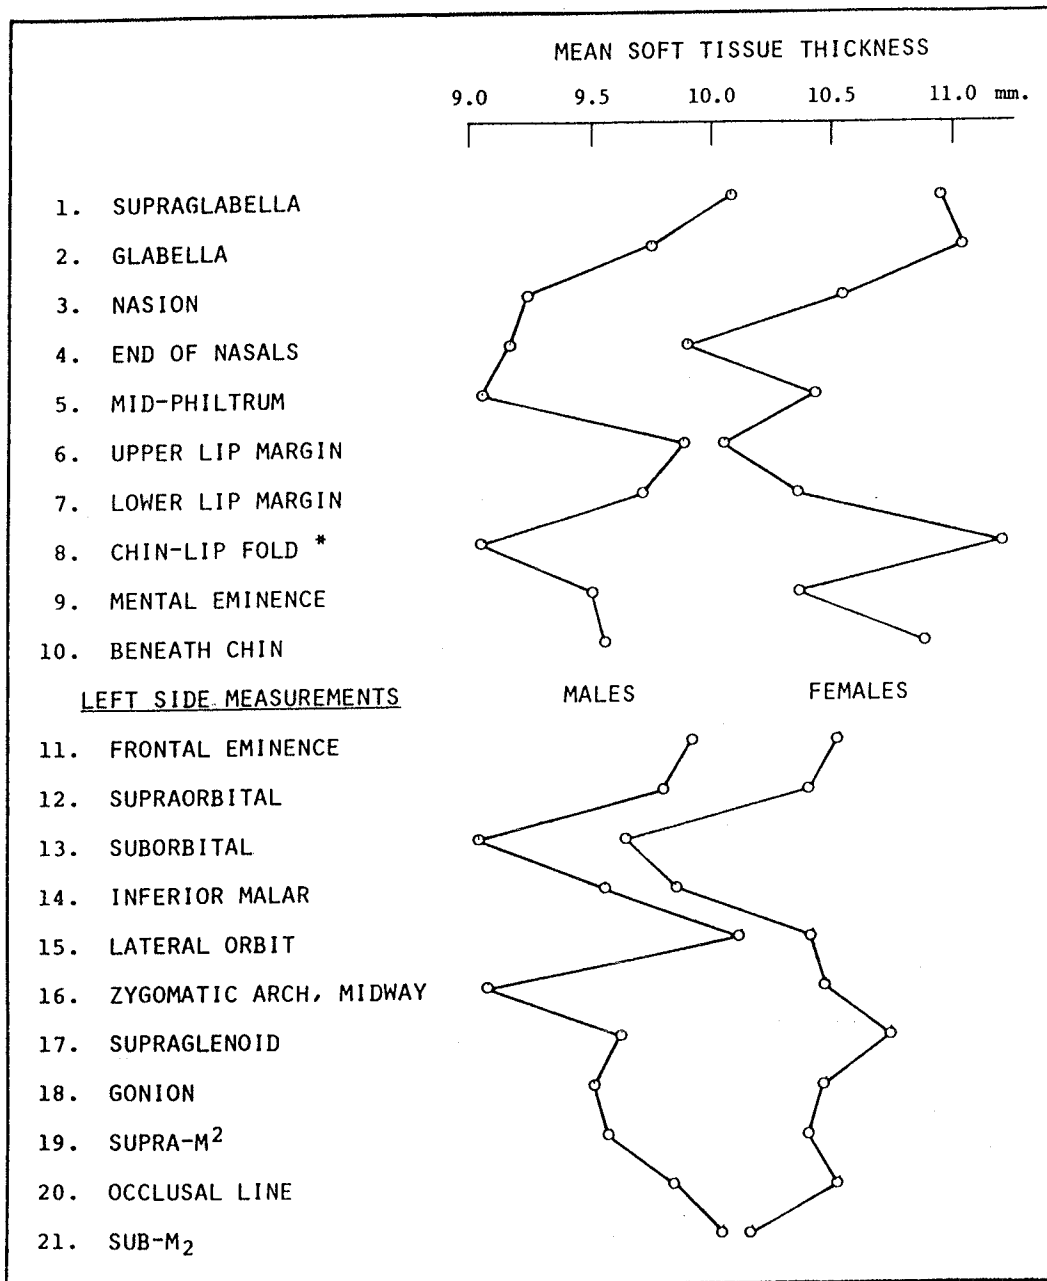 MEAN SOFT TISSUE THICKNESS
9.0 9.5 10.0 10.5 11.0 mm.
1. SUPRAGLABELLA
2. GLABELLA
3. NASION
4. END OF NASALS
5. MID-PHILTRUM
6. UPPER LIP MARGIN
7. LOWER LIP MARGIN
8. CHIN-LIP FOLD *
9. MENTAL EMINENCE
10. BENEATH CHIN
LEFT SIDE MEASUREMENTS MALES FEMALES
11. FRONTAL EMINENCE
12. SUPRAORBITAL
13. SUBORBITAL
14. INFERIOR MALAR
15. LATERAL ORBIT
16. ZYGOMATIC ARCH, MIDWAY
17. SUPRAGLENOID
18. GONION
19. SUPRA-M²
20. OCCLUSAL LINE
21. SUB-M₂